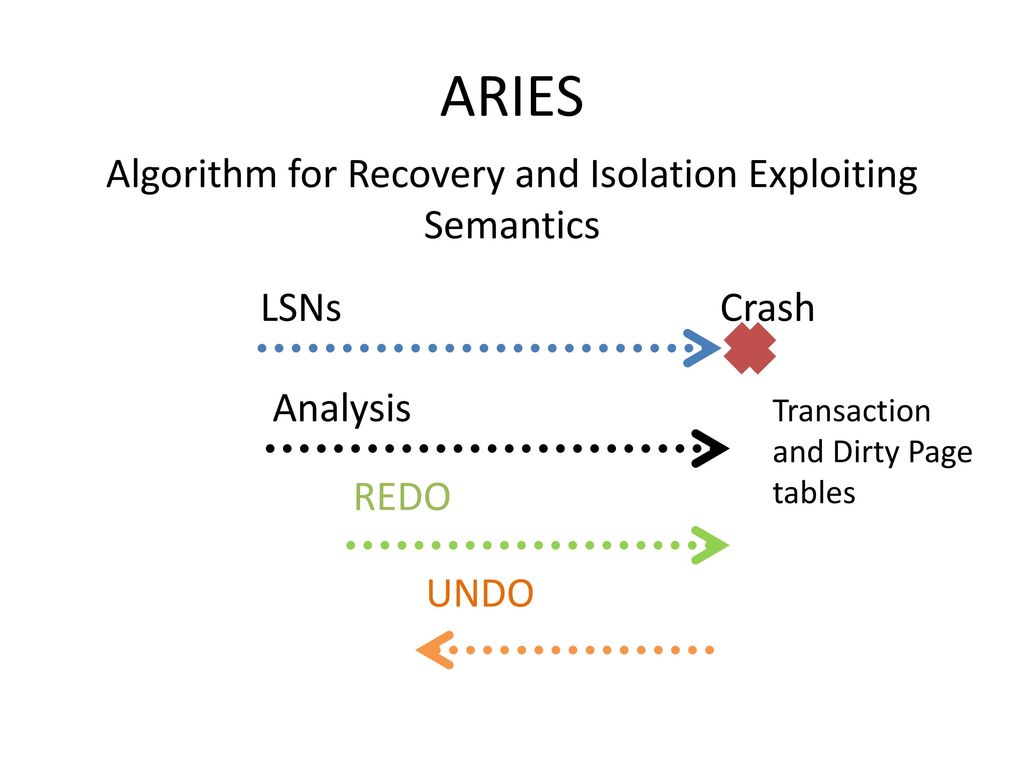 ARIES
Algorithm for Recovery and Isolation Exploiting
Semantics
LSNs
Crash
Analysis
Transaction
and Dirty Page
tables
REDO
UNDO